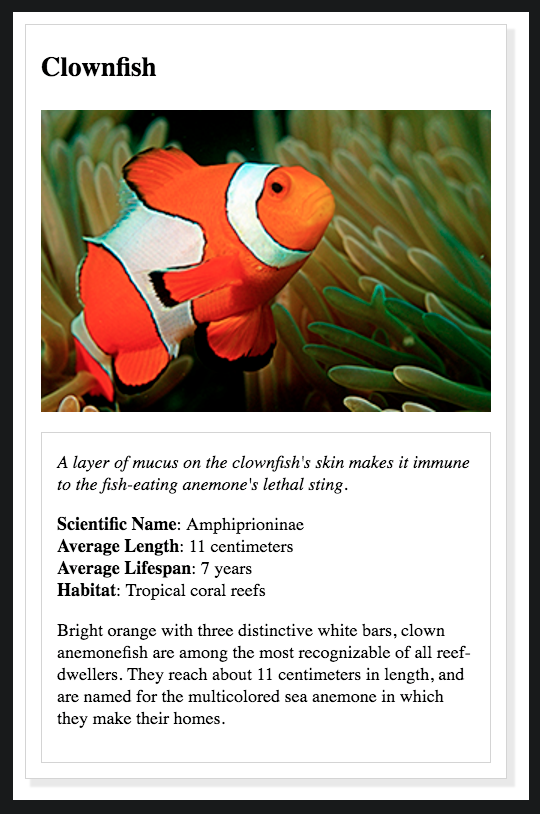 Clownfish
A layer of mucus on the clownfish's skin makes it immune
to the fish-eating anemone's lethal sting.
Scientific Name: Amphiprioninae
Average Length: 11 centimeters
Average Lifespan: 7 years
Habitat: Tropical coral reefs
Bright orange with three distinctive white bars, clown
anemonefish are among the most recognizable of all reef-
dwellers. They reach about 11 centimeters in length, and
are named for the multicolored sea anemone in which
they make their homes.